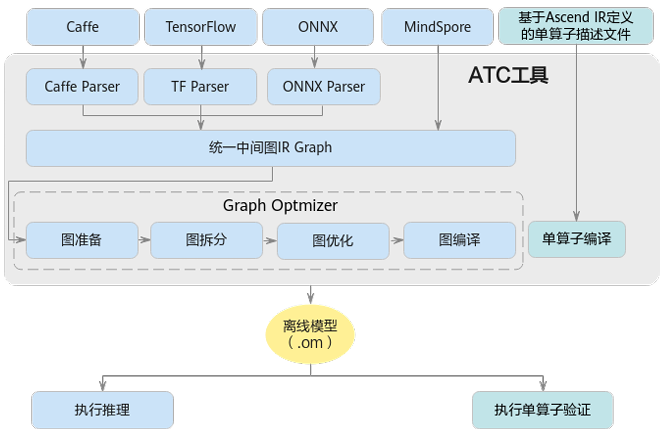 Caffe
TensorFlow
ONNX
MindSpore
基于Ascend IR定义
的单算子描述文件
ATC工具
Caffe Parser
TF Parser
ONNX Parser
统一中间图IR Graph
Graph Optmizer
图准备
图拆分
图优化
图编译
单算子编译
离线模型
（.om）
执行推理
执行单算子验证